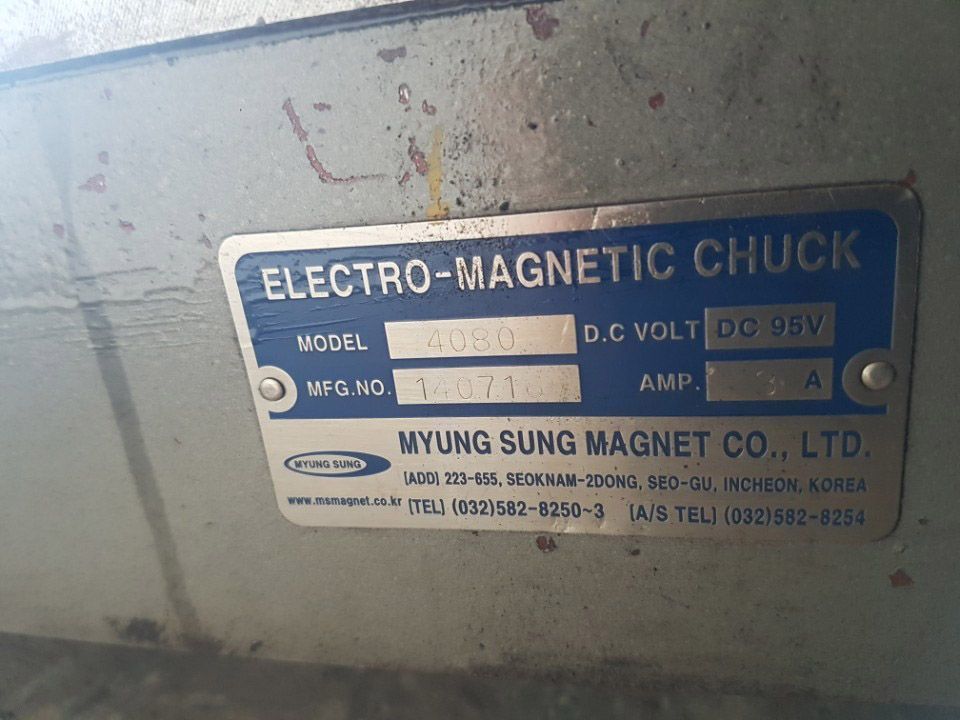 ELECTRO-MAGNETIC CHUCK
MODEL 4080 D.C VOLT DC 95V
MFG.NO. AMP. 3 A
MYUNG SUNG MAGNET CO., LTD.
MYUNG SUNG
[ADD] 223-655, SEOKNAM-2DONG, SEO-GU, INCHEON, KOREA
www.msmagnet.co.kr [TEL] (032)582-8250~3 [A/S TEL] (032)582-8254